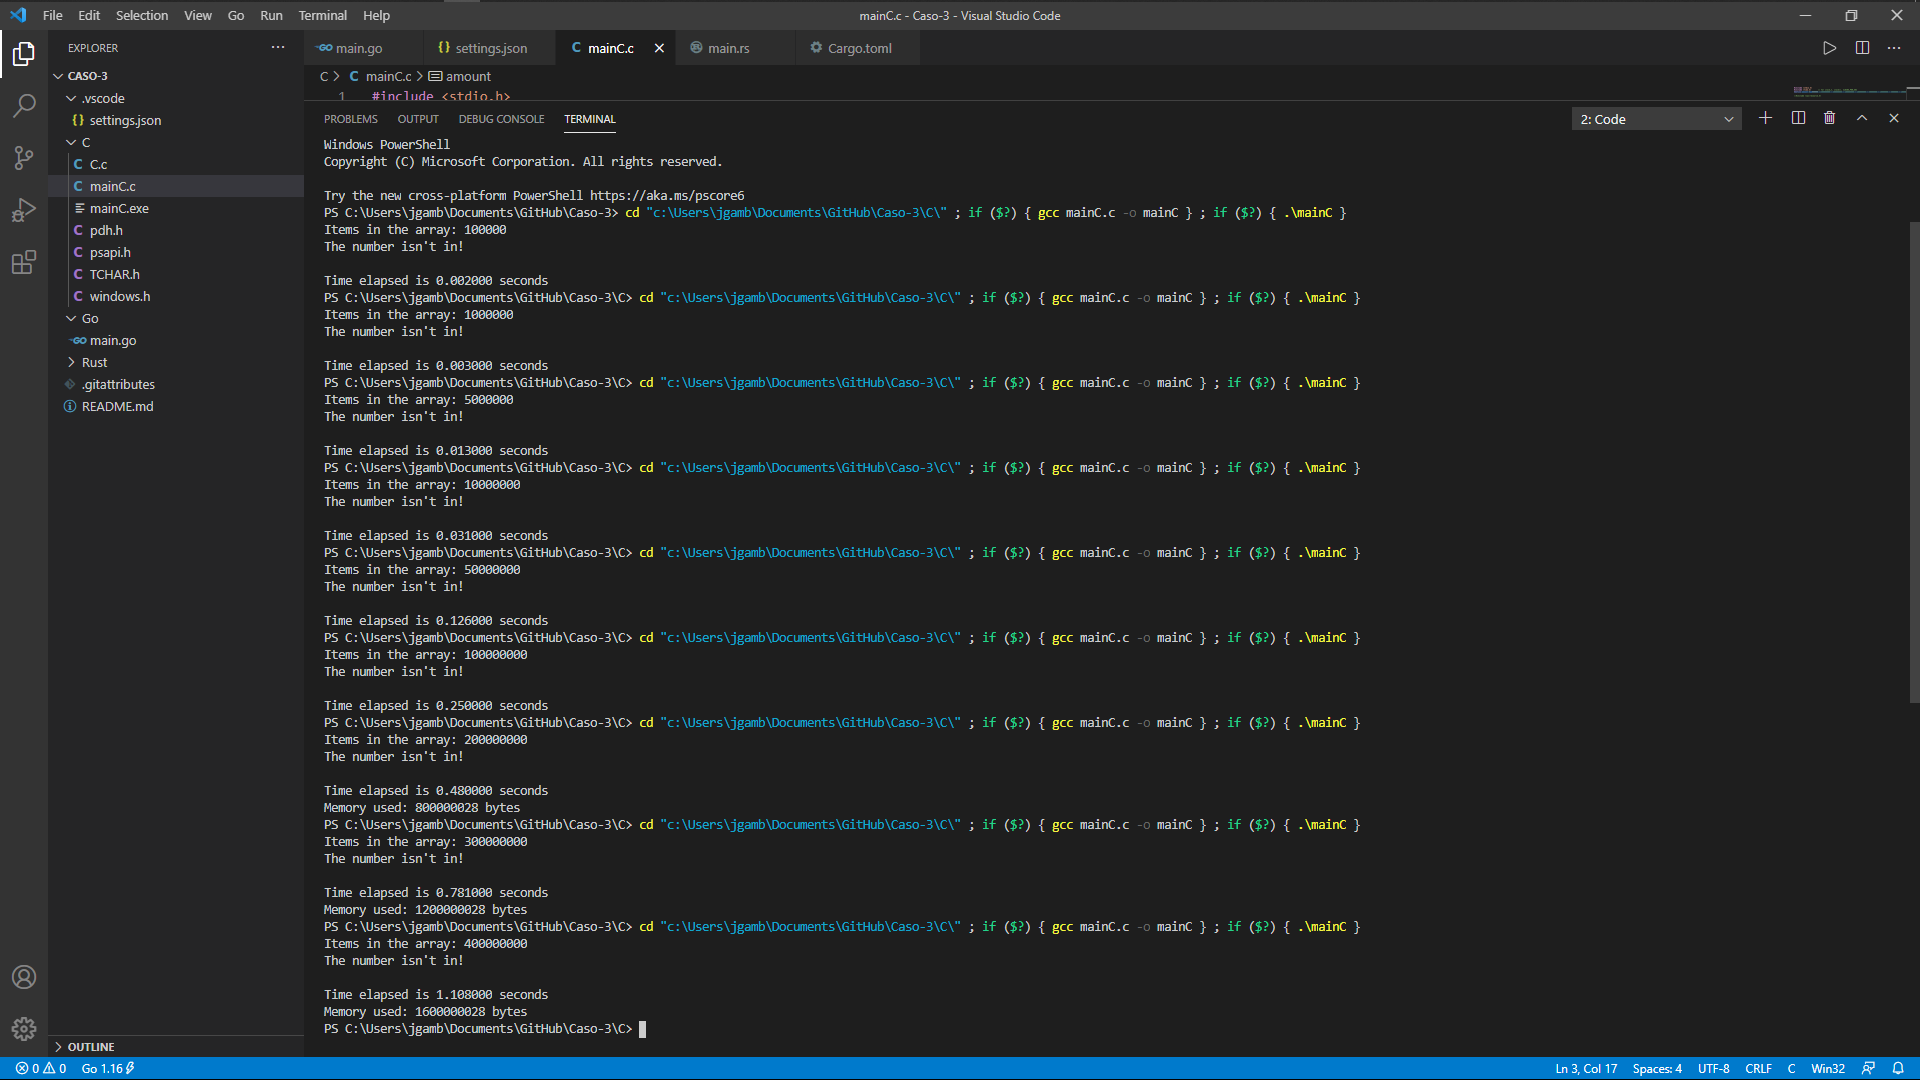 File Edit Selection View Go Run Terminal Help
mainC.c - Caso-3 - Visual Studio Code
EXPLORER
CASO-3
.vscode
{} settings.json
C
C C.c
C mainC.c
mainC.exe
C pdh.h
C psapi.h
C TCHAR.h
C windows.h
Go
main.go
Rust
.gitattributes
README.md
OUTLINE
main.go {} settings.json C mainC.c main.rs Cargo.toml
C > C mainC.c > amount
1 #include <stdio.h>
PROBLEMS OUTPUT DEBUG CONSOLE TERMINAL
2: Code
Windows PowerShell
Copyright (C) Microsoft Corporation. All rights reserved.
Try the new cross-platform PowerShell https://aka.ms/pscore6
PS C:\Users\jgamb\Documents\GitHub\Caso-3> cd "c:\Users\jgamb\Documents\GitHub\Caso-3\C\" ; if ($?) { gcc mainC.c -o mainC } ; if ($?) { .\mainC }
Items in the array: 100000
The number isn't in!
Time elapsed is 0.002000 seconds
PS C:\Users\jgamb\Documents\GitHub\Caso-3\C> cd "c:\Users\jgamb\Documents\GitHub\Caso-3\C\" ; if ($?) { gcc mainC.c -o mainC } ; if ($?) { .\mainC }
Items in the array: 1000000
The number isn't in!
Time elapsed is 0.003000 seconds
PS C:\Users\jgamb\Documents\GitHub\Caso-3\C> cd "c:\Users\jgamb\Documents\GitHub\Caso-3\C\" ; if ($?) { gcc mainC.c -o mainC } ; if ($?) { .\mainC }
Items in the array: 5000000
The number isn't in!
Time elapsed is 0.013000 seconds
PS C:\Users\jgamb\Documents\GitHub\Caso-3\C> cd "c:\Users\jgamb\Documents\GitHub\Caso-3\C\" ; if ($?) { gcc mainC.c -o mainC } ; if ($?) { .\mainC }
Items in the array: 10000000
The number isn't in!
Time elapsed is 0.031000 seconds
PS C:\Users\jgamb\Documents\GitHub\Caso-3\C> cd "c:\Users\jgamb\Documents\GitHub\Caso-3\C\" ; if ($?) { gcc mainC.c -o mainC } ; if ($?) { .\mainC }
Items in the array: 50000000
The number isn't in!
Time elapsed is 0.126000 seconds
PS C:\Users\jgamb\Documents\GitHub\Caso-3\C> cd "c:\Users\jgamb\Documents\GitHub\Caso-3\C\" ; if ($?) { gcc mainC.c -o mainC } ; if ($?) { .\mainC }
Items in the array: 100000000
The number isn't in!
Time elapsed is 0.250000 seconds
PS C:\Users\jgamb\Documents\GitHub\Caso-3\C> cd "c:\Users\jgamb\Documents\GitHub\Caso-3\C\" ; if ($?) { gcc mainC.c -o mainC } ; if ($?) { .\mainC }
Items in the array: 200000000
The number isn't in!
Time elapsed is 0.480000 seconds
Memory used: 800000028 bytes
PS C:\Users\jgamb\Documents\GitHub\Caso-3\C> cd "c:\Users\jgamb\Documents\GitHub\Caso-3\C\" ; if ($?) { gcc mainC.c -o mainC } ; if ($?) { .\mainC }
Items in the array: 300000000
The number isn't in!
Time elapsed is 0.781000 seconds
Memory used: 1200000028 bytes
PS C:\Users\jgamb\Documents\GitHub\Caso-3\C> cd "c:\Users\jgamb\Documents\GitHub\Caso-3\C\" ; if ($?) { gcc mainC.c -o mainC } ; if ($?) { .\mainC }
Items in the array: 400000000
The number isn't in!
Time elapsed is 1.108000 seconds
Memory used: 1600000028 bytes
PS C:\Users\jgamb\Documents\GitHub\Caso-3\C>
0 0 Go 1.16 Ln 3, Col 17 Spaces: 4 UTF-8 CRLF C Win32